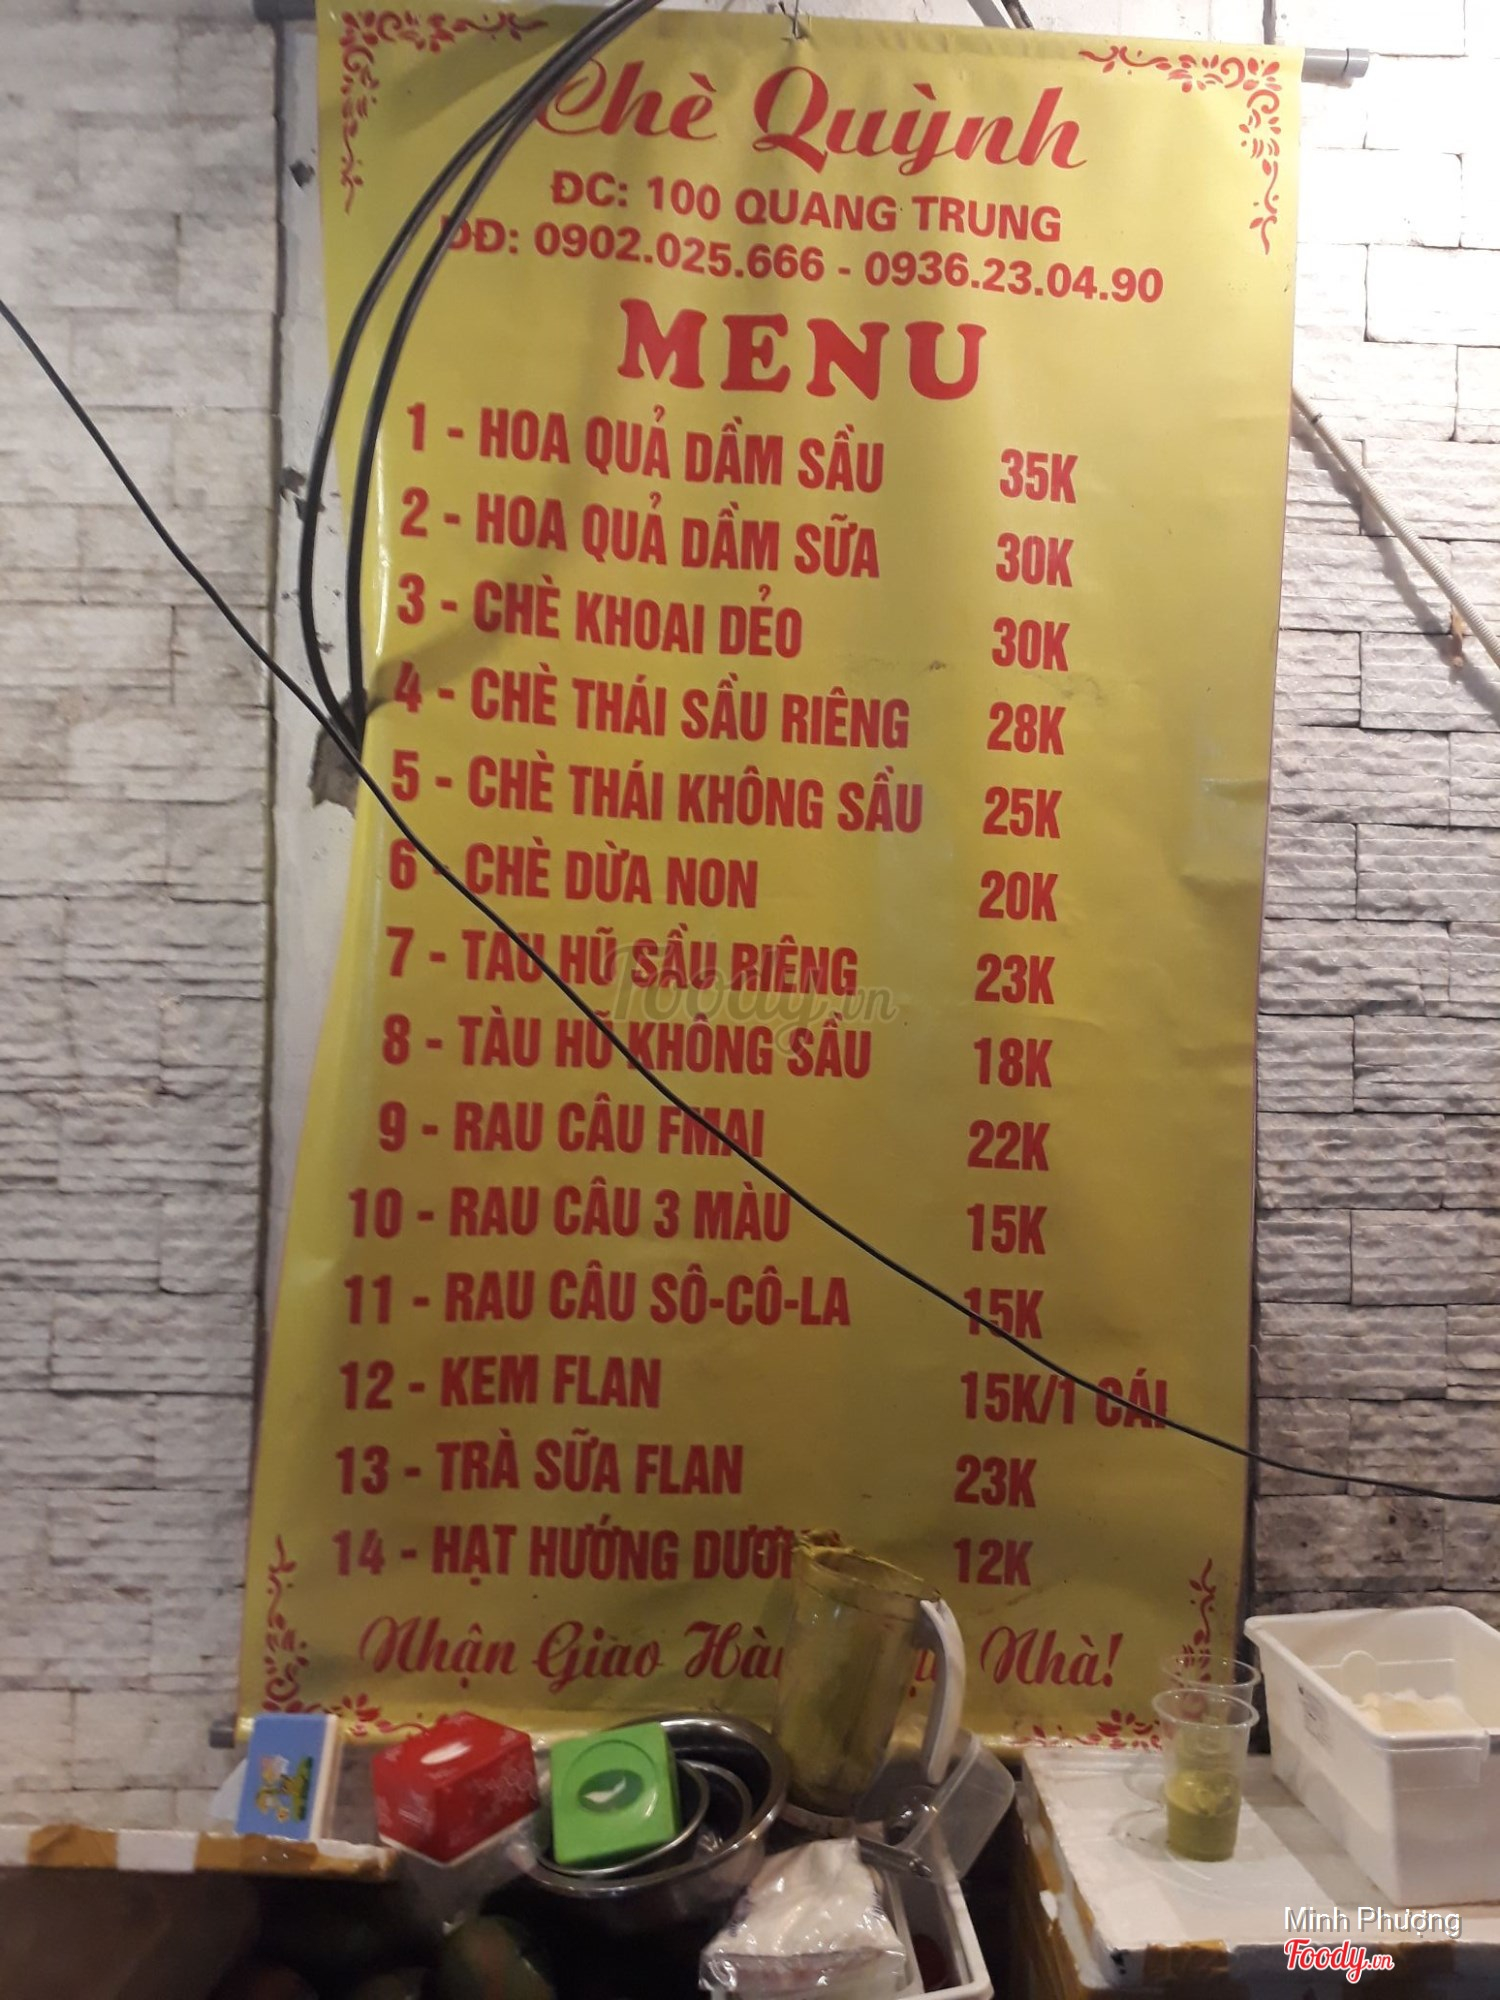 Chè Quỳnh
ĐC: 100 QUANG TRUNG
DĐ: 0902.025.666 - 0936.23.04.90
MENU
1 - HOA QUẢ DẦM SẦU 35K
2 - HOA QUẢ DẦM SỮA 30K
3 - CHÈ KHOAI DẺO 30K
4 - CHÈ THÁI SẦU RIÊNG 28K
5 - CHÈ THÁI KHÔNG SẦU 25K
6 - CHÈ DỪA NON 20K
7 - TÀU HŨ SẦU RIÊNG 23K
8 - TÀU HŨ KHÔNG SẦU 18K
9 - RAU CÂU FMAI 22K
10 - RAU CÂU 3 MÀU 15K
11 - RAU CÂU SÔ-CÔ-LA 15K
12 - KEM FLAN 15K/1 CÁI
13 - TRÀ SỮA FLAN 23K
14 - HẠT HƯỚNG DƯƠNG 12K
Nhận Giao Hàng Nhà!
Foody.vn
Minh Phượng
Foody.vn